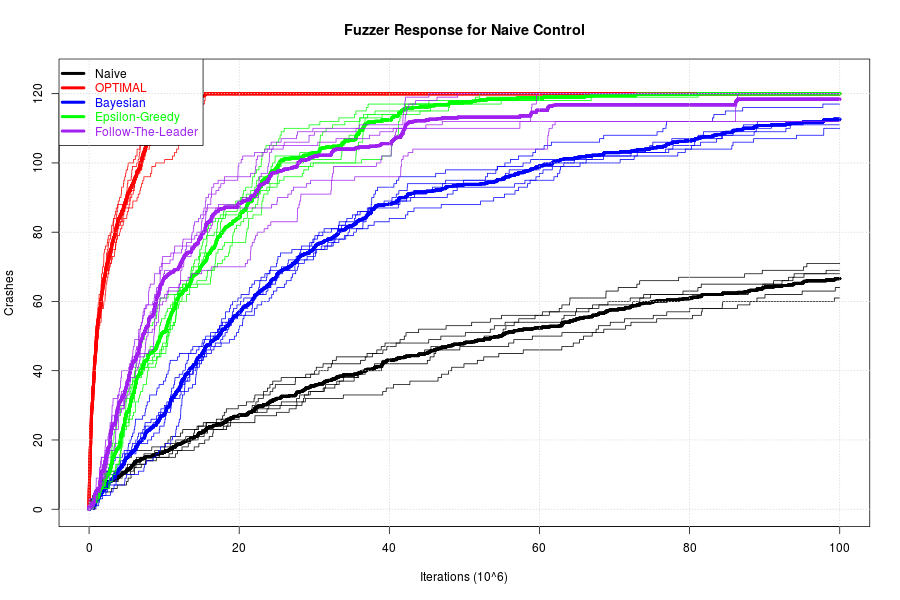 Fuzzer Response for Naive Control
Naive
OPTIMAL
Bayesian
Epsilon-Greedy
Follow-The-Leader
120
100
80
60
40
20
0
Crashes
0 20 40 60 80 100
Iterations (10^6)